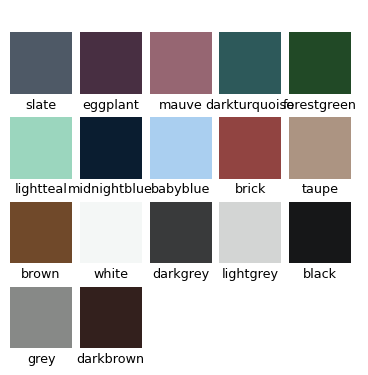 slate eggplant mauve darkturquoise forestgreen
lightteal midnightblue babyblue brick taupe
brown white darkgrey lightgrey black
grey darkbrown